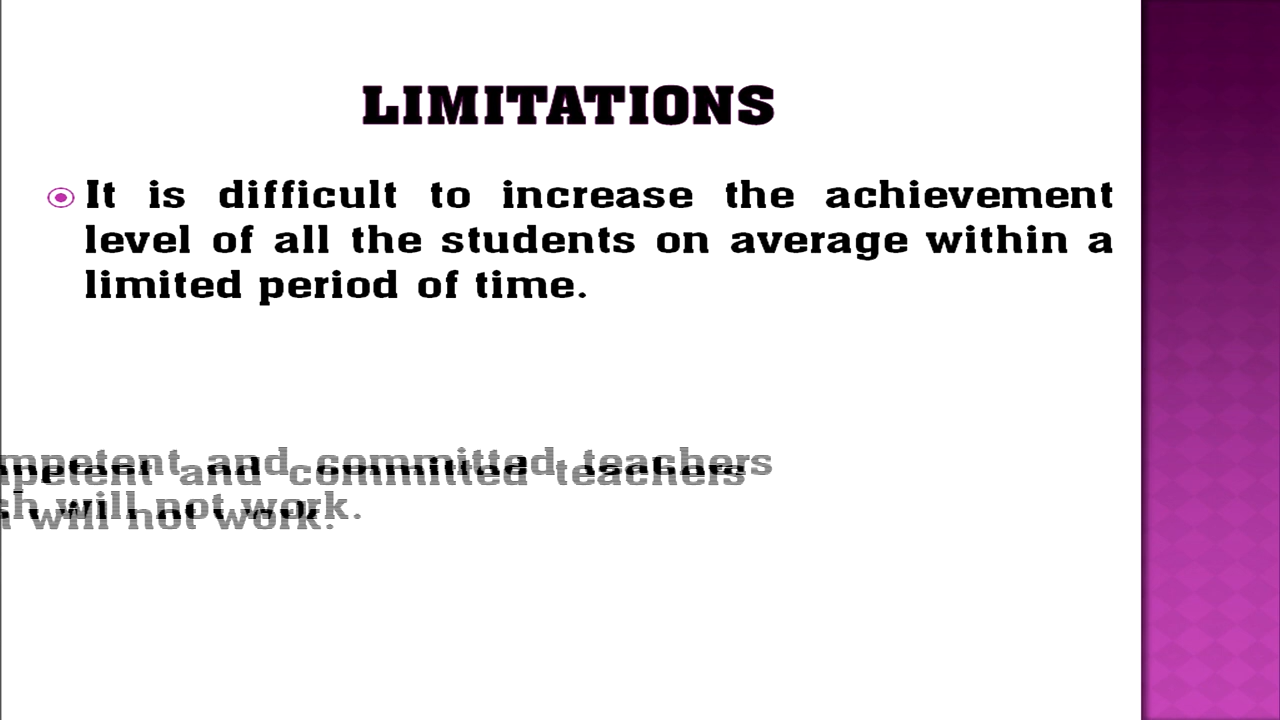 LIMITATIONS
It is difficult to increase the achievement
level of all the students on average within a
limited period of time.
and committed teachers
will not work.